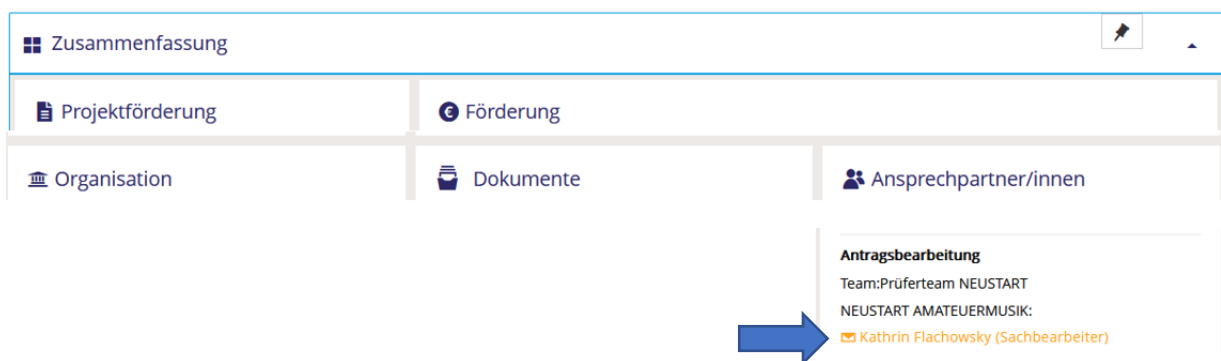 Zusammenfassung
Projektförderung
Förderung
Organisation
Dokumente
Ansprechpartner/innen
Antragsbearbeitung
Team:Prüferteam NEUSTART
NEUSTART AMATEUERMUSIK:
Kathrin Flachowsky (Sachbearbeiter)